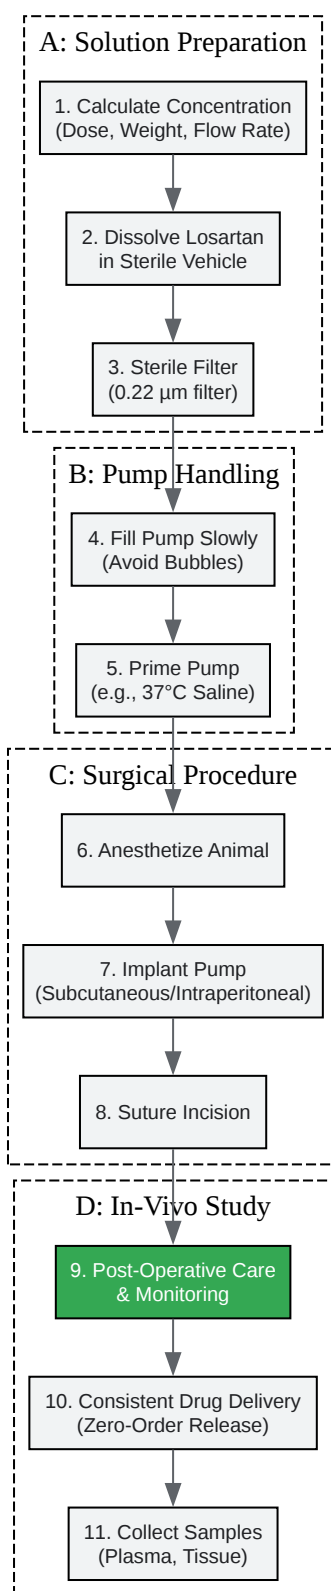 A: Solution Preparation
1. Calculate Concentration
(Dose, Weight, Flow Rate)
2. Dissolve Losartan
in Sterile Vehicle
3. Sterile Filter
(0.22 µm filter)
B: Pump Handling
4. Fill Pump Slowly
(Avoid Bubbles)
5. Prime Pump
(e.g., 37°C Saline)
C: Surgical Procedure
6. Anesthetize Animal
7. Implant Pump
(Subcutaneous/Intraperitoneal)
8. Suture Incision
D: In-Vivo Study
9. Post-Operative Care
& Monitoring
10. Consistent Drug Delivery
(Zero-Order Release)
11. Collect Samples
(Plasma, Tissue)